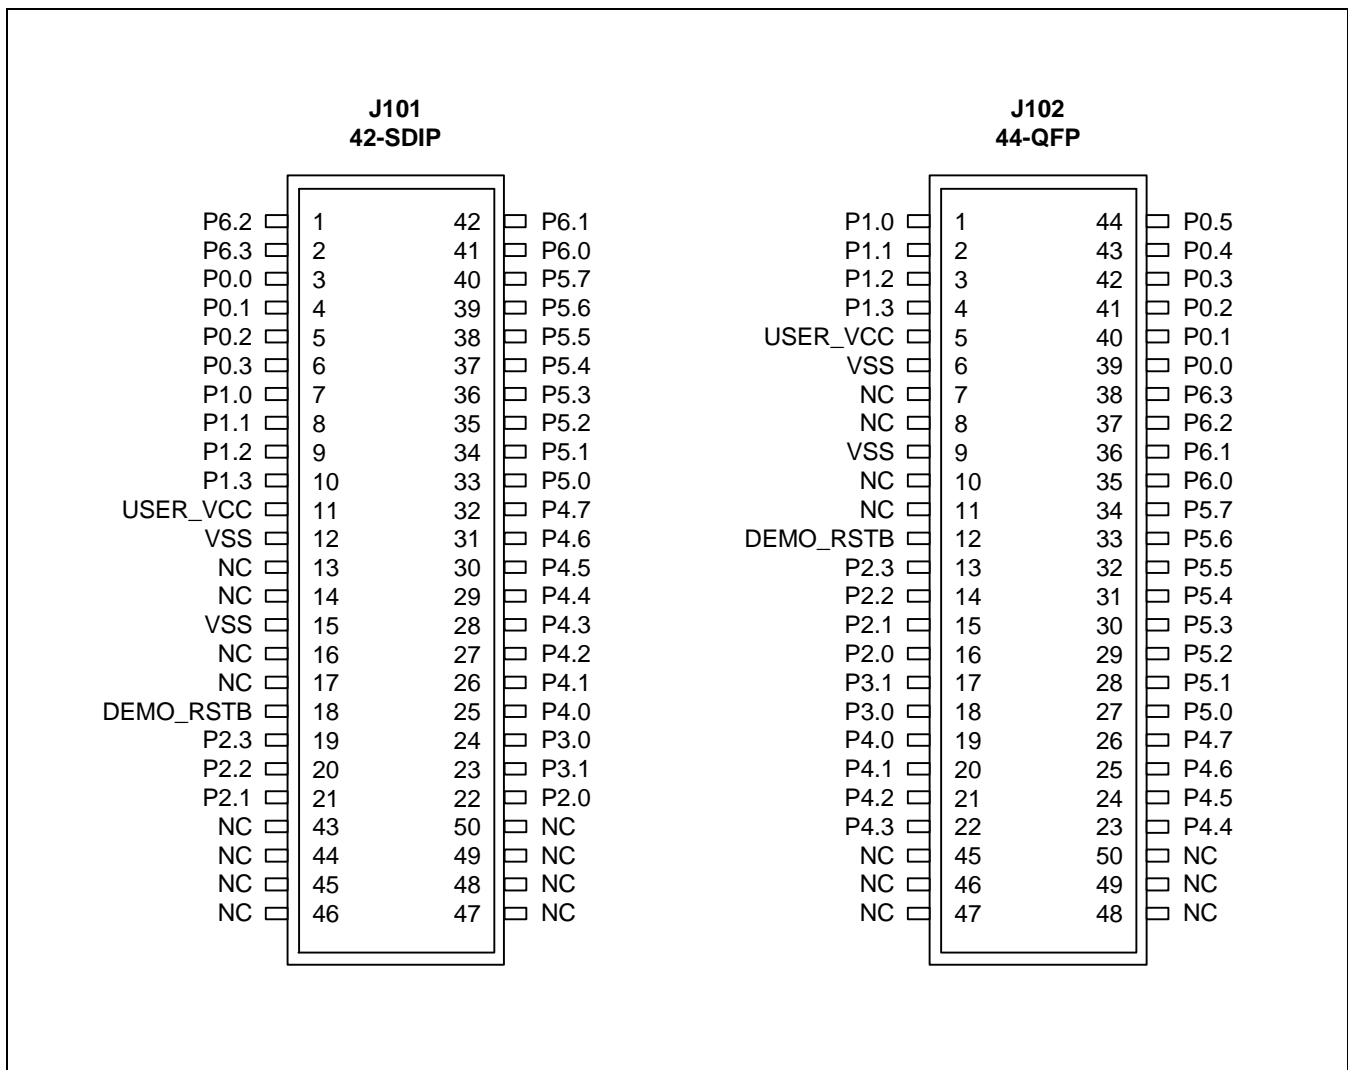 J101
42-SDIP
P6.2 1 42 P6.1
P6.3 2 41 P6.0
P0.0 3 40 P5.7
P0.1 4 39 P5.6
P0.2 5 38 P5.5
P0.3 6 37 P5.4
P1.0 7 36 P5.3
P1.1 8 35 P5.2
P1.2 9 34 P5.1
P1.3 10 33 P5.0
USER_VCC 11 32 P4.7
VSS 12 31 P4.6
NC 13 30 P4.5
NC 14 29 P4.4
VSS 15 28 P4.3
NC 16 27 P4.2
NC 17 26 P4.1
DEMO_RSTB 18 25 P4.0
P2.3 19 24 P3.0
P2.2 20 23 P3.1
P2.1 21 22 P2.0
NC 43 50 NC
NC 44 49 NC
NC 45 48 NC
NC 46 47 NC
J102
44-QFP
P1.0 1 44 P0.5
P1.1 2 43 P0.4
P1.2 3 42 P0.3
P1.3 4 41 P0.2
USER_VCC 5 40 P0.1
VSS 6 39 P0.0
NC 7 38 P6.3
NC 8 37 P6.2
VSS 9 36 P6.1
NC 10 35 P6.0
NC 11 34 P5.7
DEMO_RSTB 12 33 P5.6
P2.3 13 32 P5.5
P2.2 14 31 P5.4
P2.1 15 30 P5.3
P2.0 16 29 P5.2
P3.1 17 28 P5.1
P3.0 18 27 P5.0
P4.0 19 26 P4.7
P4.1 20 25 P4.6
P4.2 21 24 P4.5
P4.3 22 23 P4.4
NC 45 50 NC
NC 46 49 NC
NC 47 48 NC